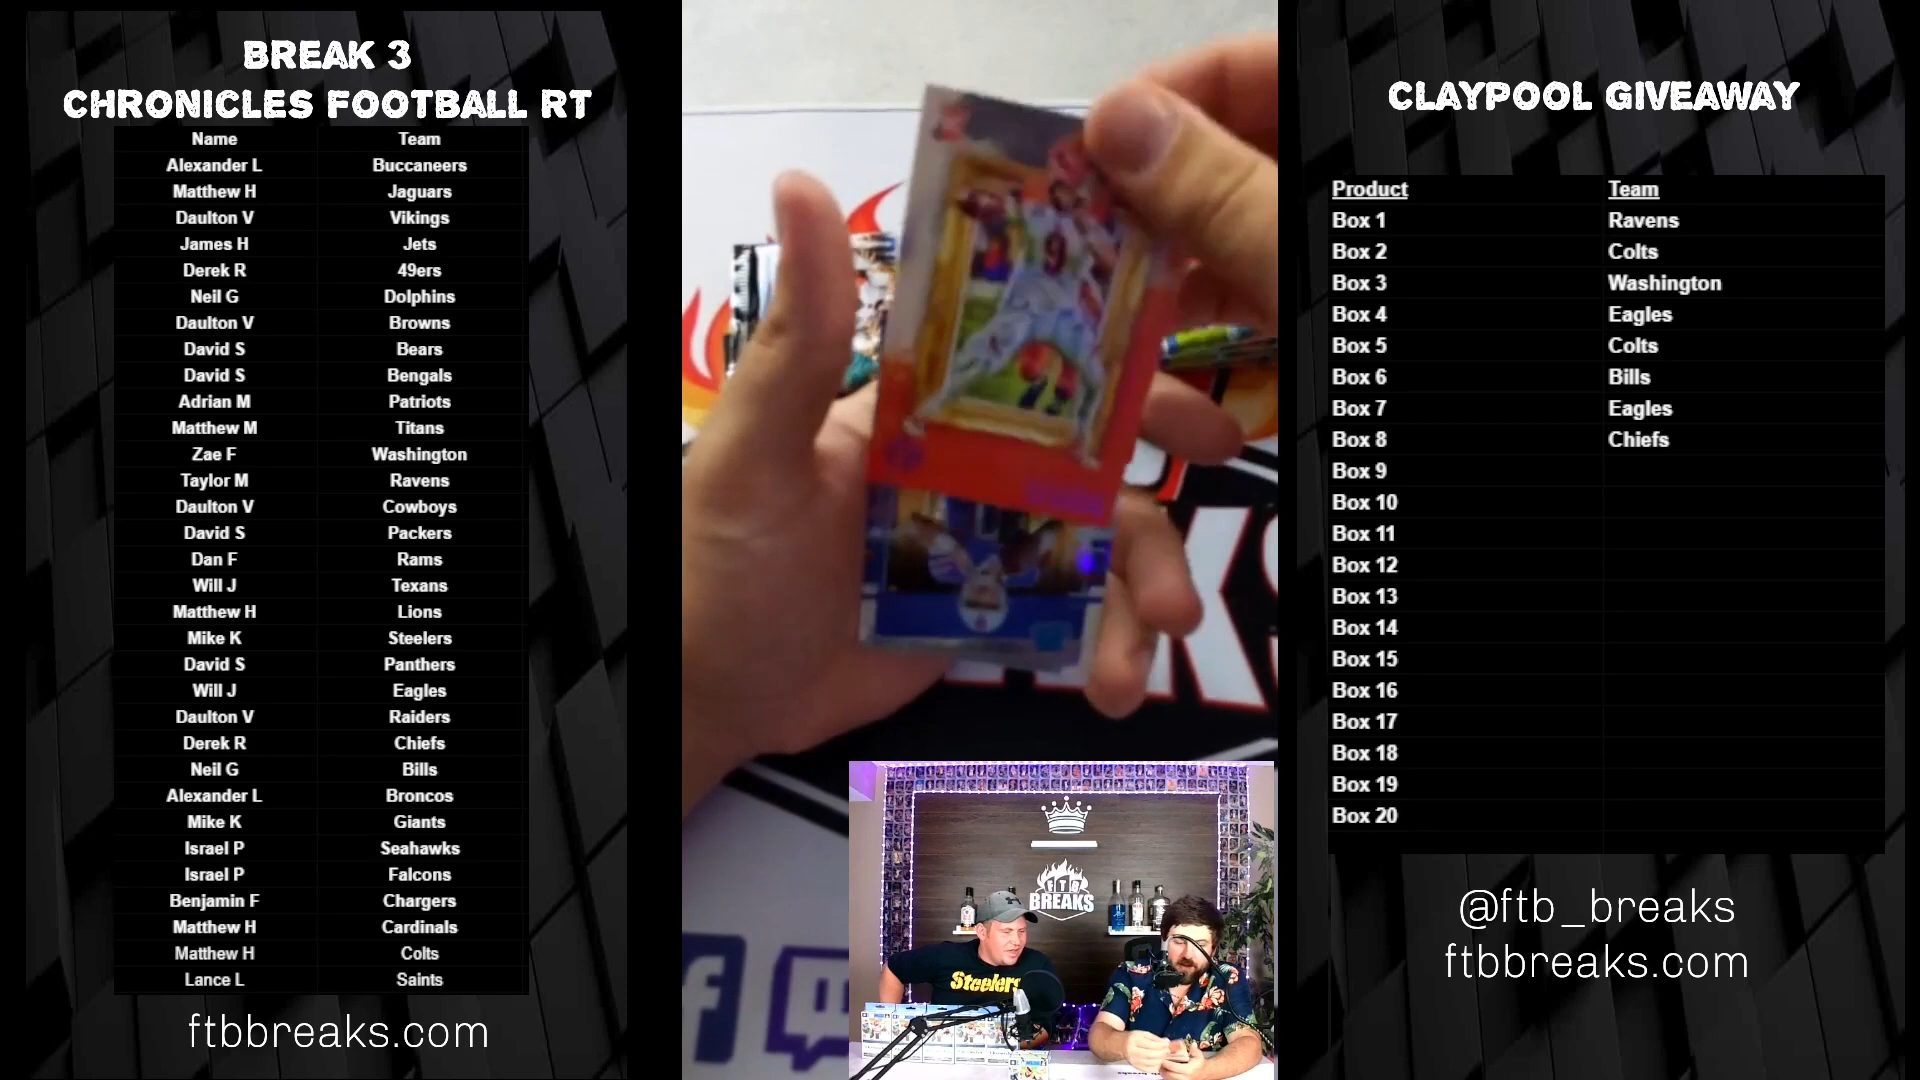 BREAK 3
CHRONICLES FOOTBALL RT
Name Team
Alexander L Buccaneers
Matthew H Jaguars
Daulton V Vikings
James H Jets
Derek R 49ers
Neil G Dolphins
Daulton V Browns
David S Bears
David S Bengals
Adrian M Patriots
Matthew M Titans
Zae F Washington
Taylor M Ravens
Daulton V Cowboys
David S Packers
Dan F Rams
Will J Texans
Matthew H Lions
Mike K Steelers
David S Panthers
Will J Eagles
Daulton V Raiders
Derek R Chiefs
Neil G Bills
Alexander L Broncos
Mike K Giants
Israel P Seahawks
Israel P Falcons
Benjamin F Chargers
Matthew H Cardinals
Matthew H Colts
Lance L Saints
ftbbreaks.com
9
FTB
BREAKS
Steelers
CLAYPOOL GIVEAWAY
Product Team
Box 1 Ravens
Box 2 Colts
Box 3 Washington
Box 4 Eagles
Box 5 Colts
Box 6 Bills
Box 7 Eagles
Box 8 Chiefs
Box 9
Box 10
Box 11
Box 12
Box 13
Box 14
Box 15
Box 16
Box 17
Box 18
Box 19
Box 20
@ftb_breaks
ftbbreaks.com